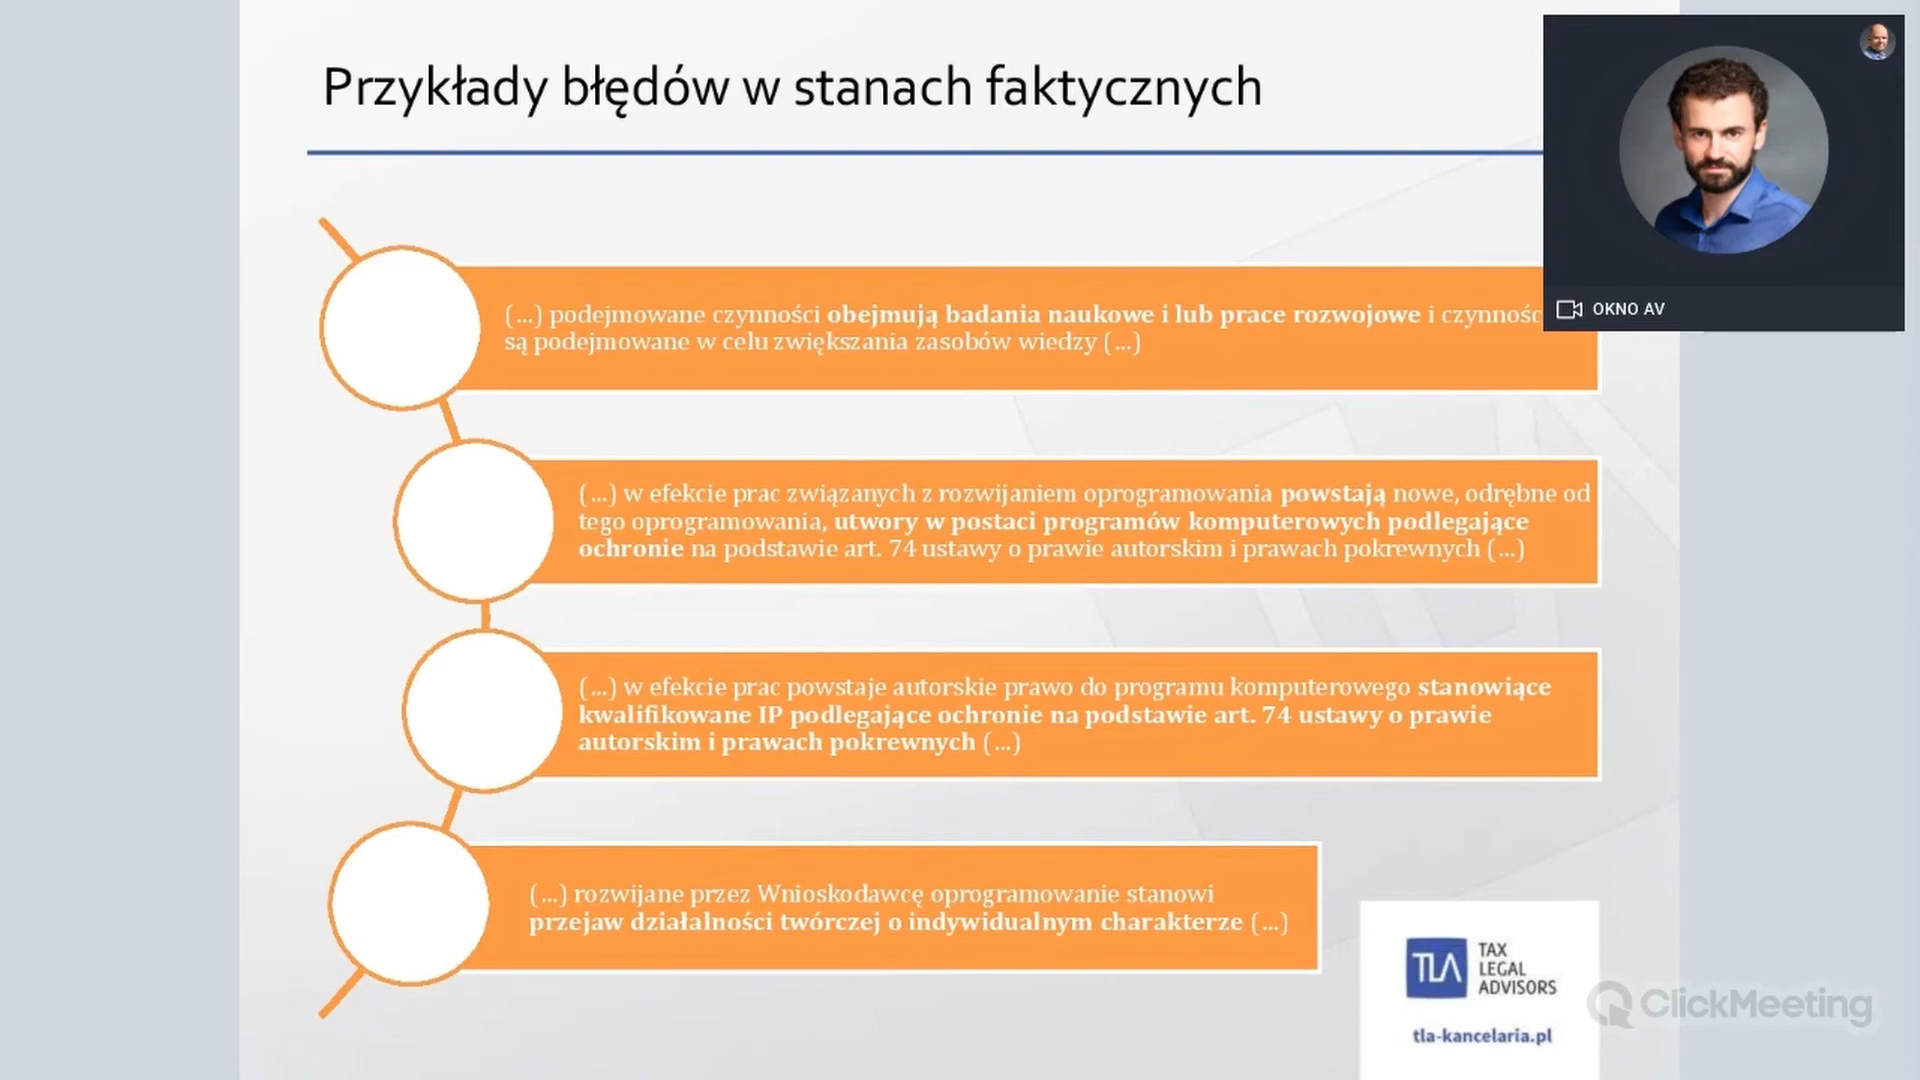 Przykłady błędów w stanach faktycznych
OKNO AV
(...) podejmowane czynności obejmują badania naukowe i lub prace rozwojowe i
są podejmowane w celu zwiększania zasobów wiedzy (...)
(...) w efekcie prac związanych z rozwijaniem oprogramowania powstają nowe, odrębne od
tego oprogramowania, utwory w postaci programów komputerowych podlegające
ochronie na podstawie art. 74 ustawy o prawie autorskim i prawach pokrewnych (...)
(...) w efekcie prac powstaje autorskie prawo do programu komputerowego stanowiące
kwalifikowane IP podlegające ochronie na podstawie art. 74 ustawy o prawie
autorskim i prawach pokrewnych (...)
(...) rozwijane przez Wnioskodawcę oprogramowanie stanowi
przejaw działalności twórczej o indywidualnym charakterze (...)
TLA
TAX
LEGAL
ADVISORS
tla-kancelaria.pl
ClickMeeting